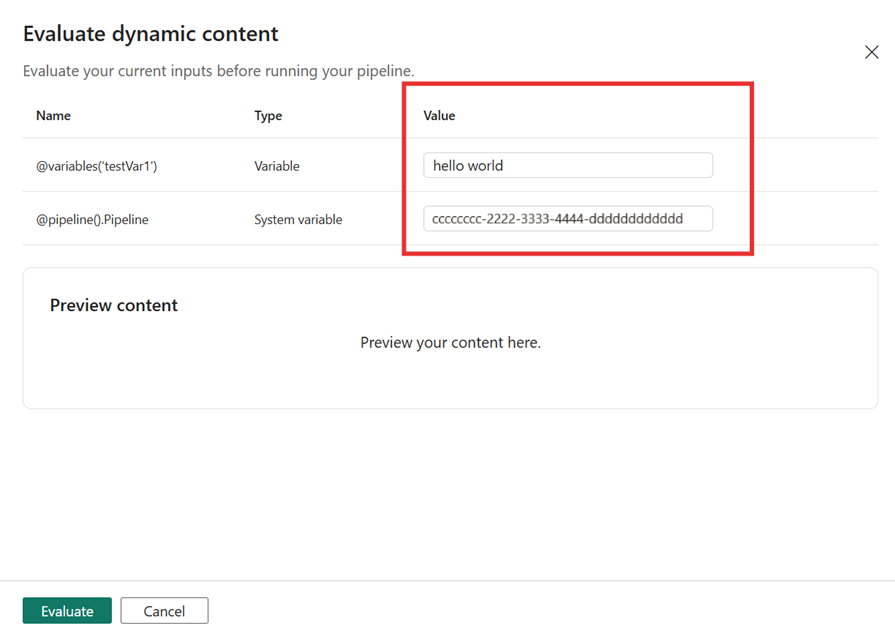 Evaluate dynamic content
Evaluate your current inputs before running your pipeline.
Name Type Value
@variables('testVar1') Variable hello world
@pipeline().Pipeline System variable cccccccc-2222-3333-4444-dddddddddddd
Preview content
Preview your content here.
Evaluate Cancel